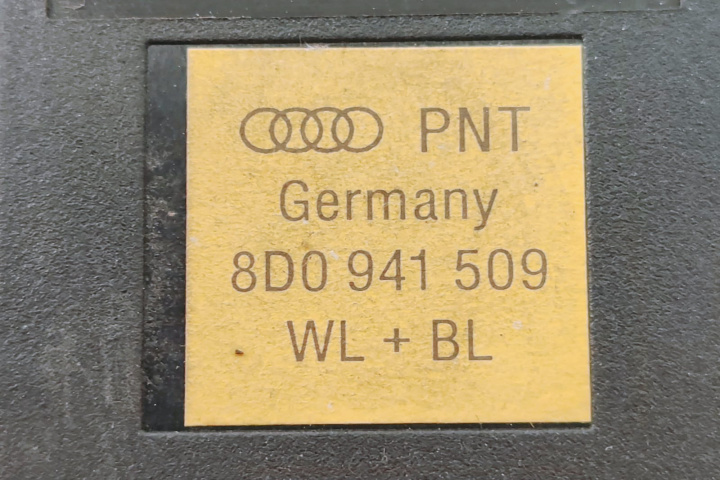 PNT
Germany
8D0 941 509
WL + BL